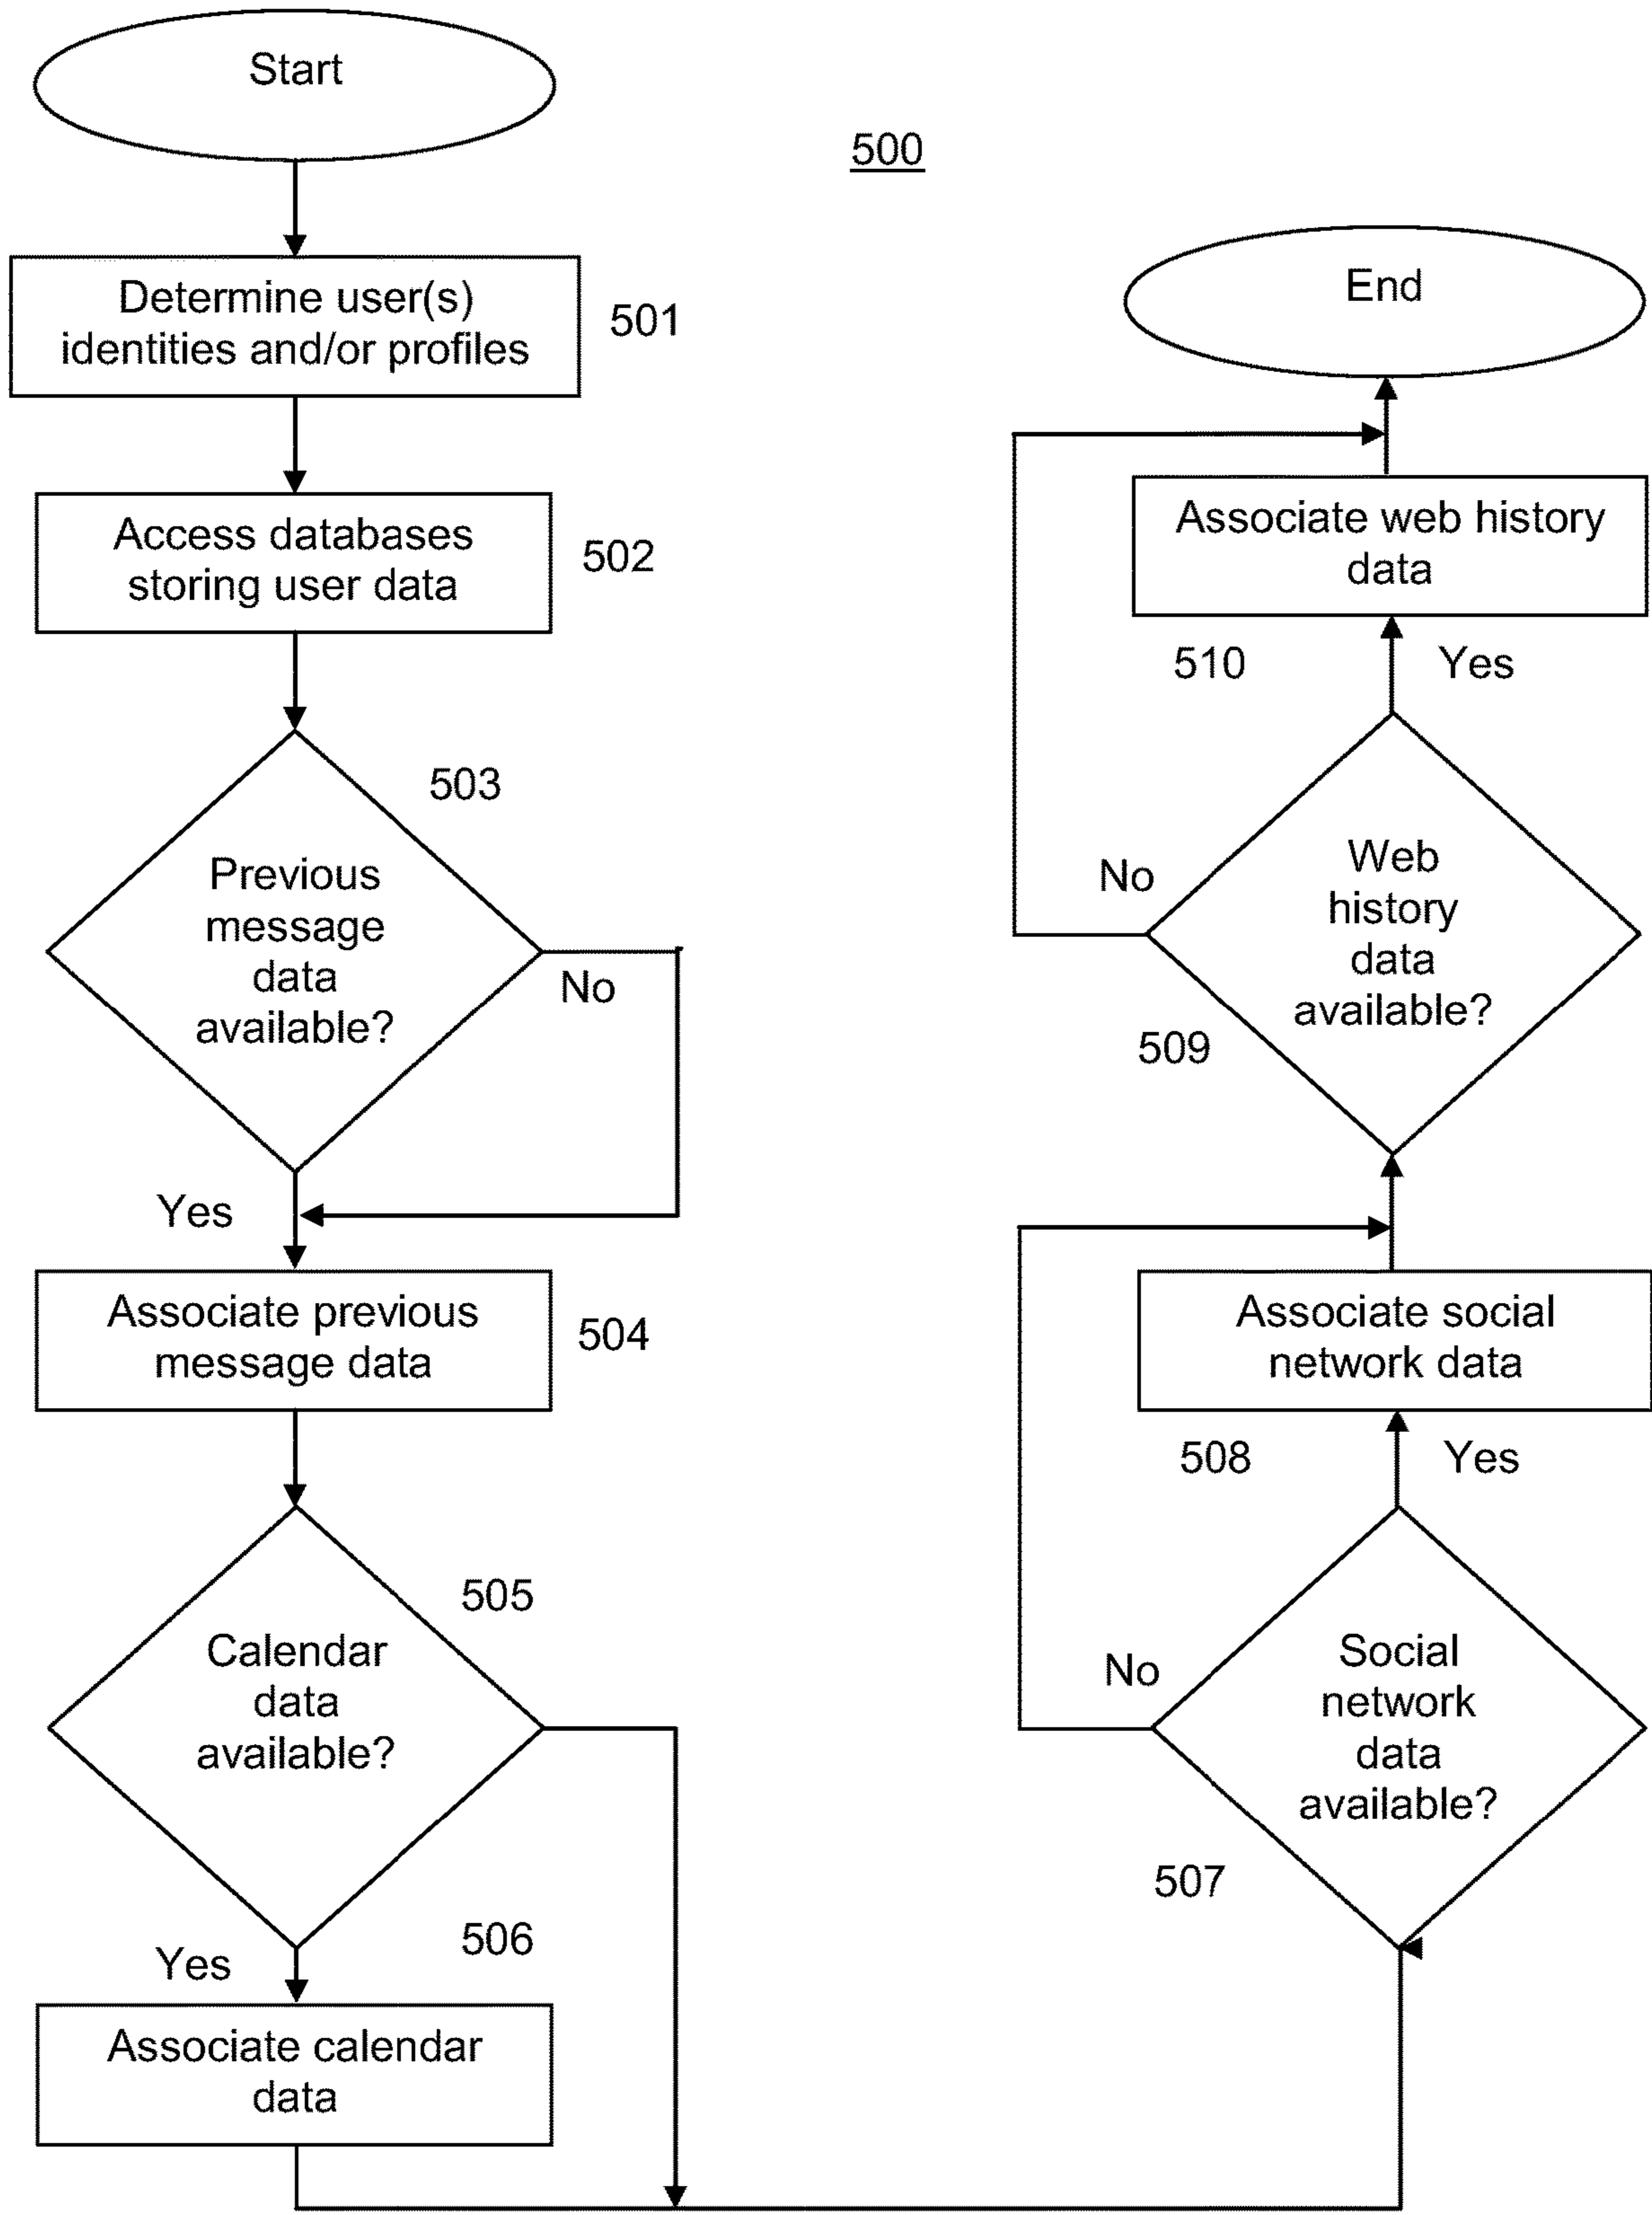 Start
500
Determine user(s)
identities and/or profiles
501
Access databases
storing user data
502
503
Previous
message
data
available?
No
Yes
Associate previous
message data
504
505
Calendar
data
available?
506
Yes
Associate calendar
data
End
Associate web history
data
510
Yes
Web
history
data
available?
No
509
Associate social
network data
508
Yes
Social
network
data
available?
No
507